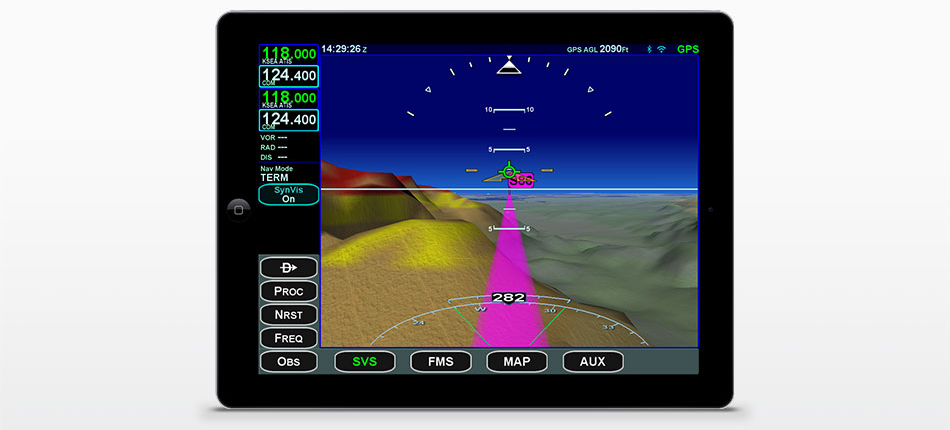 118.000
KSEA ATIS
124.400
COM
118.000
KSEA ATIS
124.400
COM
VOR ---
RAD ---
DIS ---
Nav Mode
TERM
SynVis
On
D
PROC
NRST
FREQ
OBS
14:29:26 Z
GPS AGL 2090Ft
GPS
10 10
5 5
5 5
282
24 W 30 33
SVS FMS MAP AUX